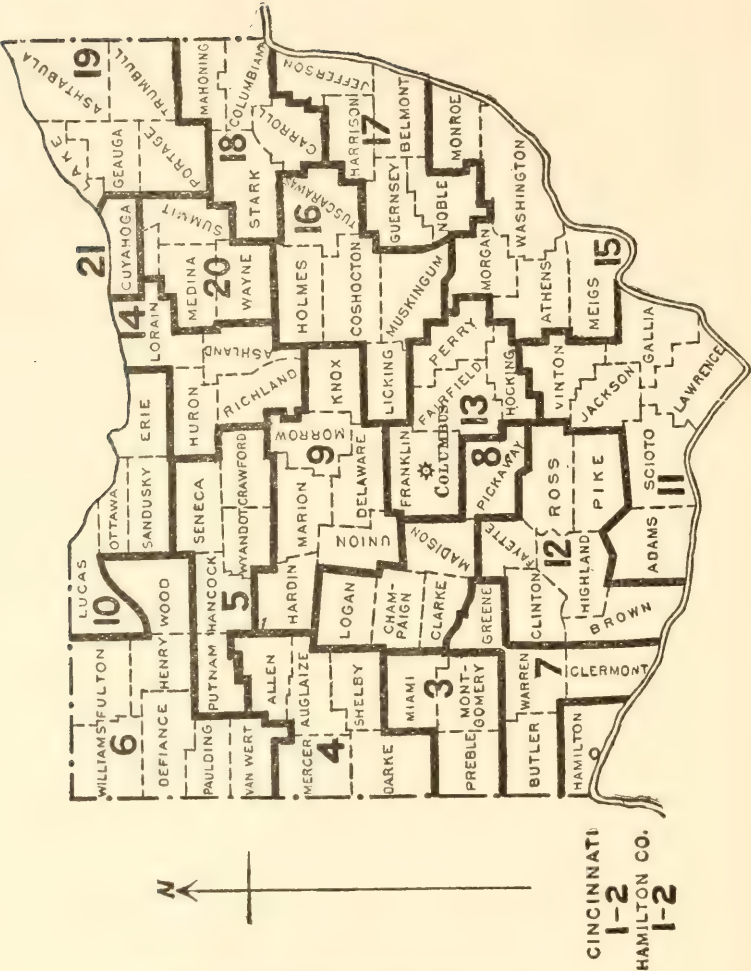 ASHTABULA
19
LAKE
TRUMBULL
GEAUGA
PORTAGE
21
CUYAHOGA
MAHONING
COLUMBIANA
18
STARK
CARROLL
JEFFERSON
SUMMIT
14
LORAIN
MEDINA
20
WAYNE
ASHLAND
HURON
RICHLAND
ERIE
16
TUSCARAWAS
HOLMES
COSHOCTON
HARRISON
17
BELMONT
GUERNSEY
NOBLE
MONROE
MUSKINGUM
LICKING
KNOX
MORGAN
WASHINGTON
ATHENS
15
MEIGS
PERRY
FAIRFIELD
13
HOCKING
FRANKLIN
COLUMBUS
8
PICKAWAY
VINTON
JACKSON
GALLIA
LAWRENCE
SCIOTO
11
ADAMS
LUCAS
10
OTTAWA
SANDUSKY
WOOD
SENECA
HANCOCK
5
WYANDOT
CRAWFORD
PUTNAM
MORROW
9
MARION
DELAWARE
HARDIN
UNION
LOGAN
CHAM-
PAIGN
CLARKE
MADISON
WILLIAMS
FULTON
6
DEFIANCE
HENRY
PAULDING
VAN WERT
ALLEN
AUGLAIZE
MERCER
4
SHELBY
DARKE
MIAMI
3
MONT-
GOMERY
PREBLE
GREENE
FAYETTE
ROSS
PIKE
12
HIGHLAND
CLINTON
BROWN
WARREN
7
CLERMONT
BUTLER
HAMILTON
N
CINCINNATI
1-2
HAMILTON CO.
1-2